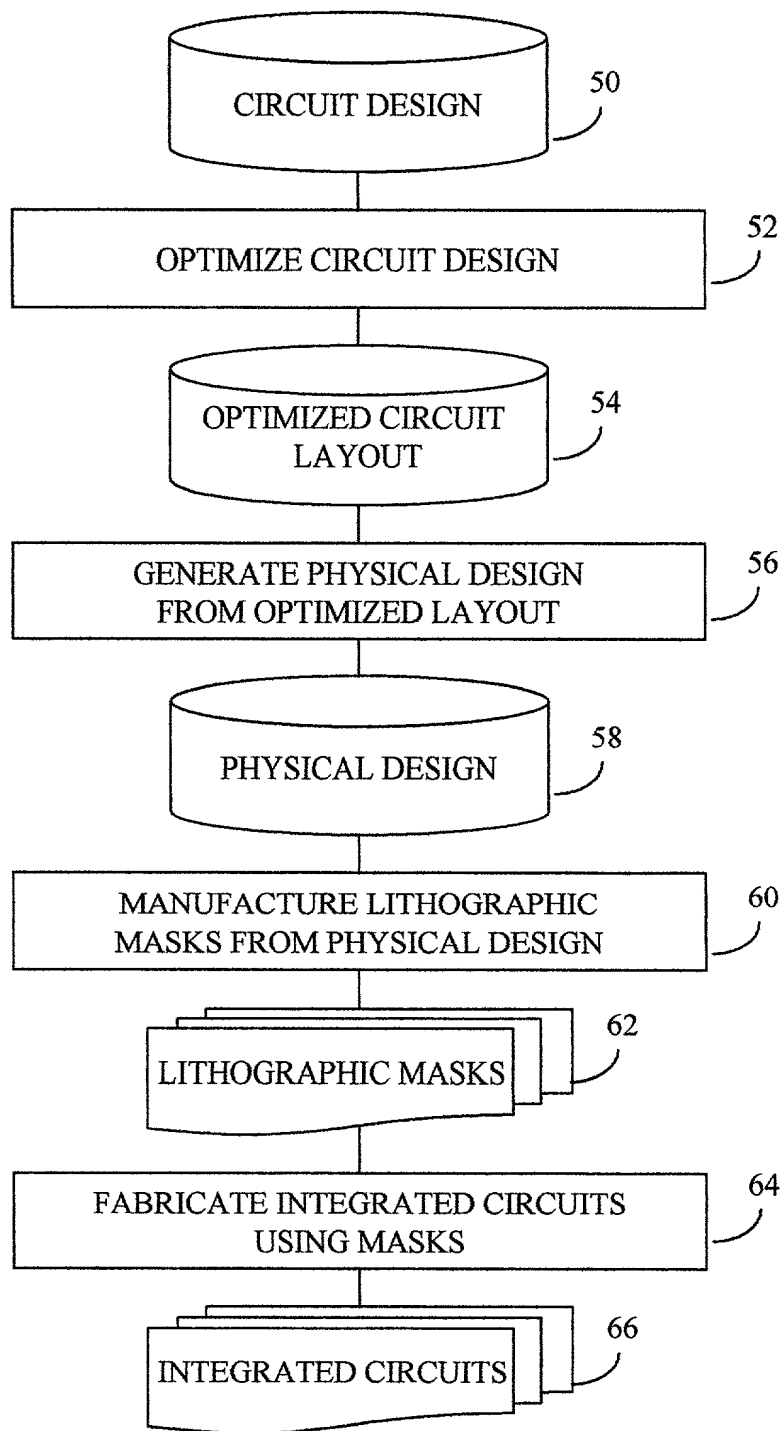 CIRCUIT DESIGN
50
OPTIMIZE CIRCUIT DESIGN
52
OPTIMIZED CIRCUIT
LAYOUT
54
GENERATE PHYSICAL DESIGN
FROM OPTIMIZED LAYOUT
56
PHYSICAL DESIGN
58
MANUFACTURE LITHOGRAPHIC
MASKS FROM PHYSICAL DESIGN
60
LITHOGRAPHIC MASKS
62
FABRICATE INTEGRATED CIRCUITS
USING MASKS
64
INTEGRATED CIRCUITS
66